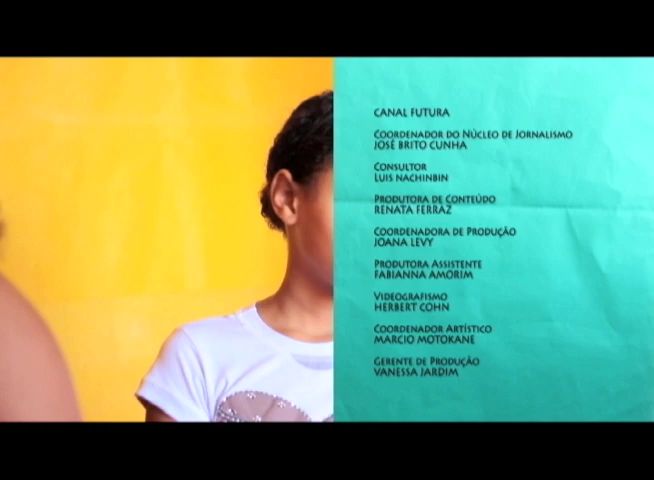 CANAL FUTURA
COORDENADOR DO NÚCLEO DE JORNALISMO
JOSÉ BRITO CUNHA
CONSULTOR
LUIS NACHINBIN
PRODUTORA DE CONTEÚDO
RENATA FERRAZ
COORDENADORA DE PRODUÇÃO
JOANA LEVY
PRODUTORA ASSISTENTE
FABIANNA AMORIM
VIDEOGRAFISMO
HERBERT COHN
COORDENADOR ARTÍSTICO
MARCIO MOTOKANE
GERENTE DE PRODUÇÃO
VANESSA JARDIM